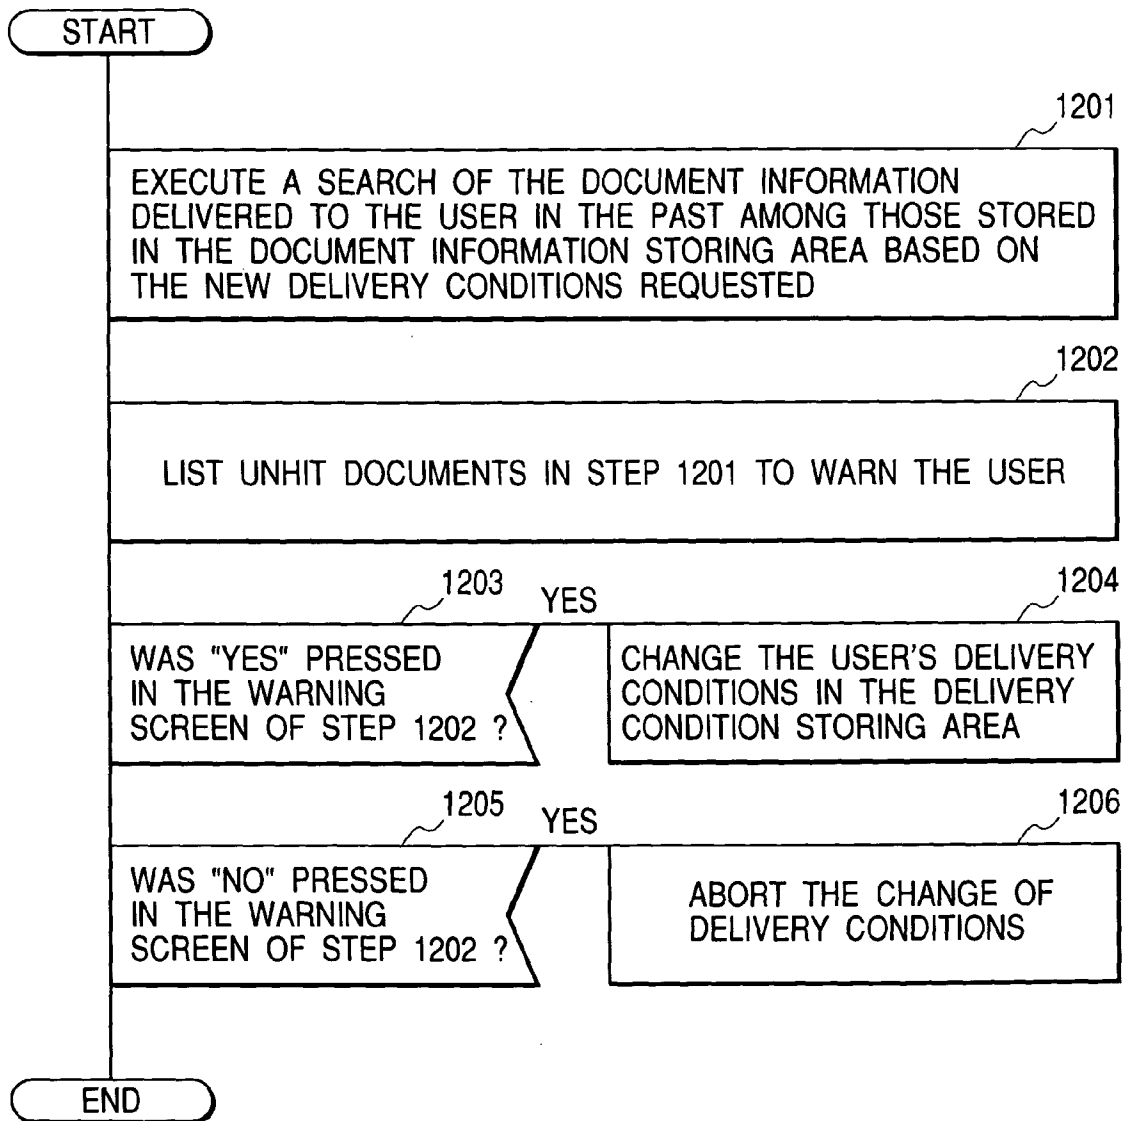 START
1201
EXECUTE A SEARCH OF THE DOCUMENT INFORMATION
DELIVERED TO THE USER IN THE PAST AMONG THOSE STORED
IN THE DOCUMENT INFORMATION STORING AREA BASED ON
THE NEW DELIVERY CONDITIONS REQUESTED
1202
LIST UNHIT DOCUMENTS IN STEP 1201 TO WARN THE USER
1203
YES
1204
WAS "YES" PRESSED
IN THE WARNING
SCREEN OF STEP 1202 ?
CHANGE THE USER'S DELIVERY
CONDITIONS IN THE DELIVERY
CONDITION STORING AREA
1205
YES
1206
WAS "NO" PRESSED
IN THE WARNING
SCREEN OF STEP 1202 ?
ABORT THE CHANGE OF
DELIVERY CONDITIONS
END